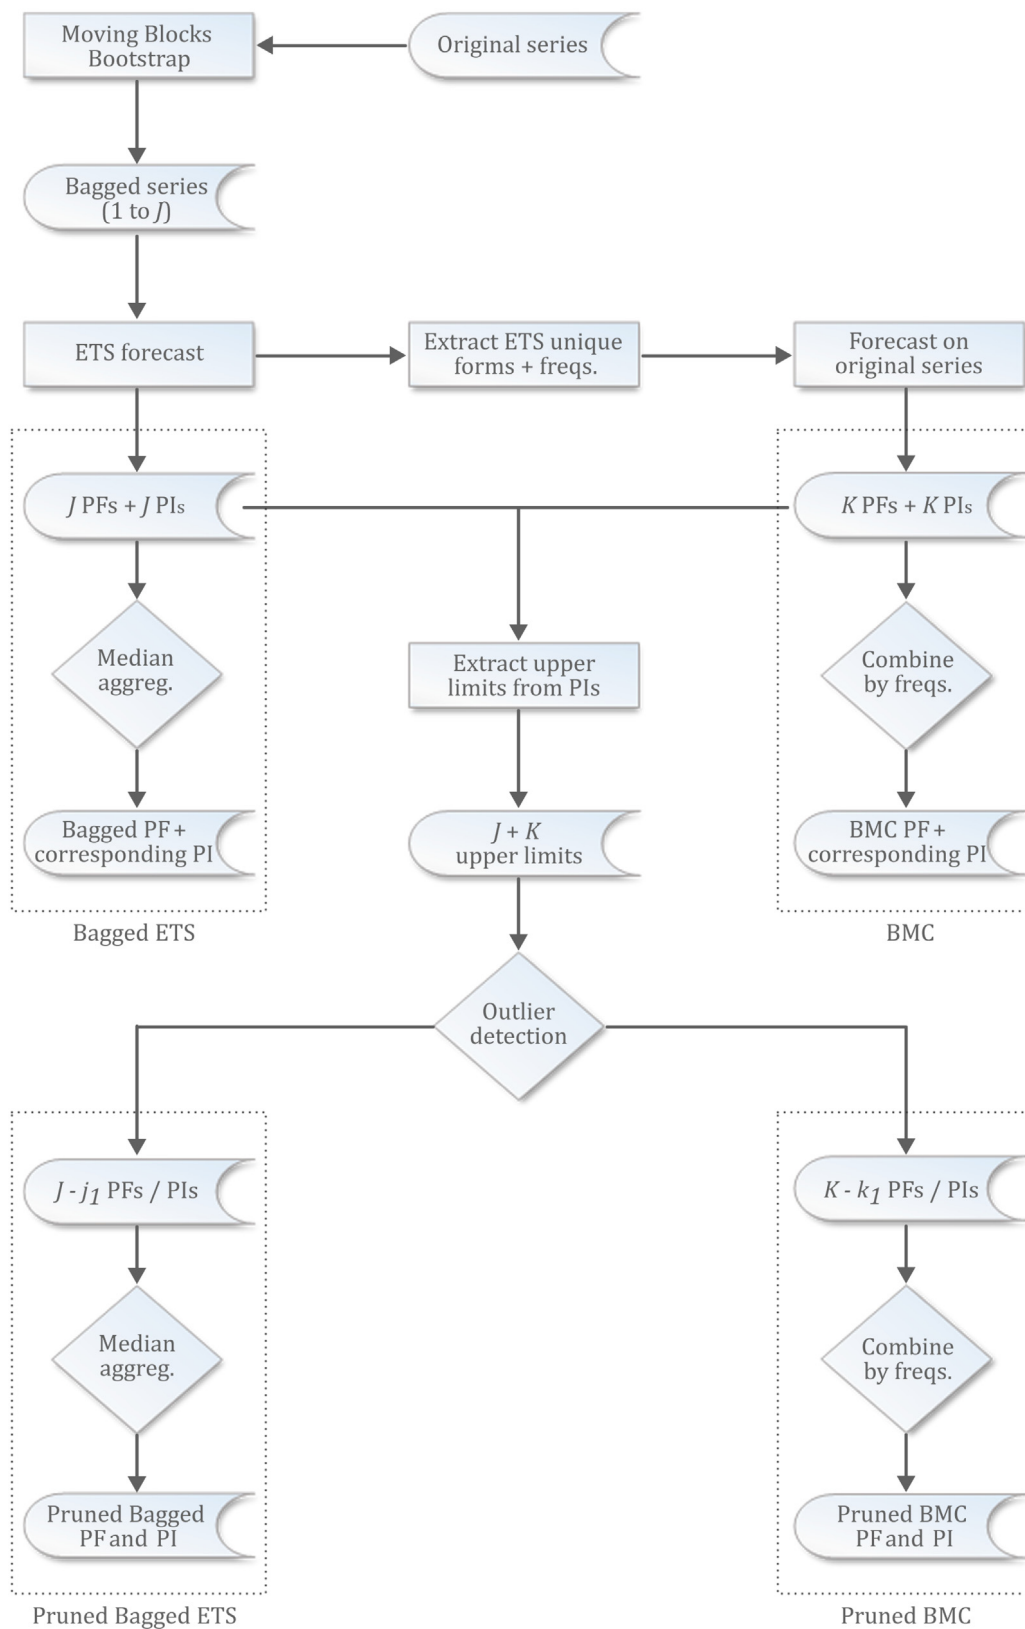 Moving Blocks
Bootstrap
Original series
Bagged series
(1 to J)
ETS forecast
Extract ETS unique
forms + freqs.
Forecast on
original series
J PFs + J PIs
K PFs + K PIs
Median
aggreg.
Extract upper
limits from PIs
Combine
by freqs.
Bagged PF +
corresponding PI
J + K
upper limits
BMC PF +
corresponding PI
Bagged ETS
BMC
Outlier
detection
J - j1 PFs / PIs
K - k1 PFs / PIs
Median
aggreg.
Combine
by freqs.
Pruned Bagged
PF and PI
Pruned BMC
PF and PI
Pruned Bagged ETS
Pruned BMC